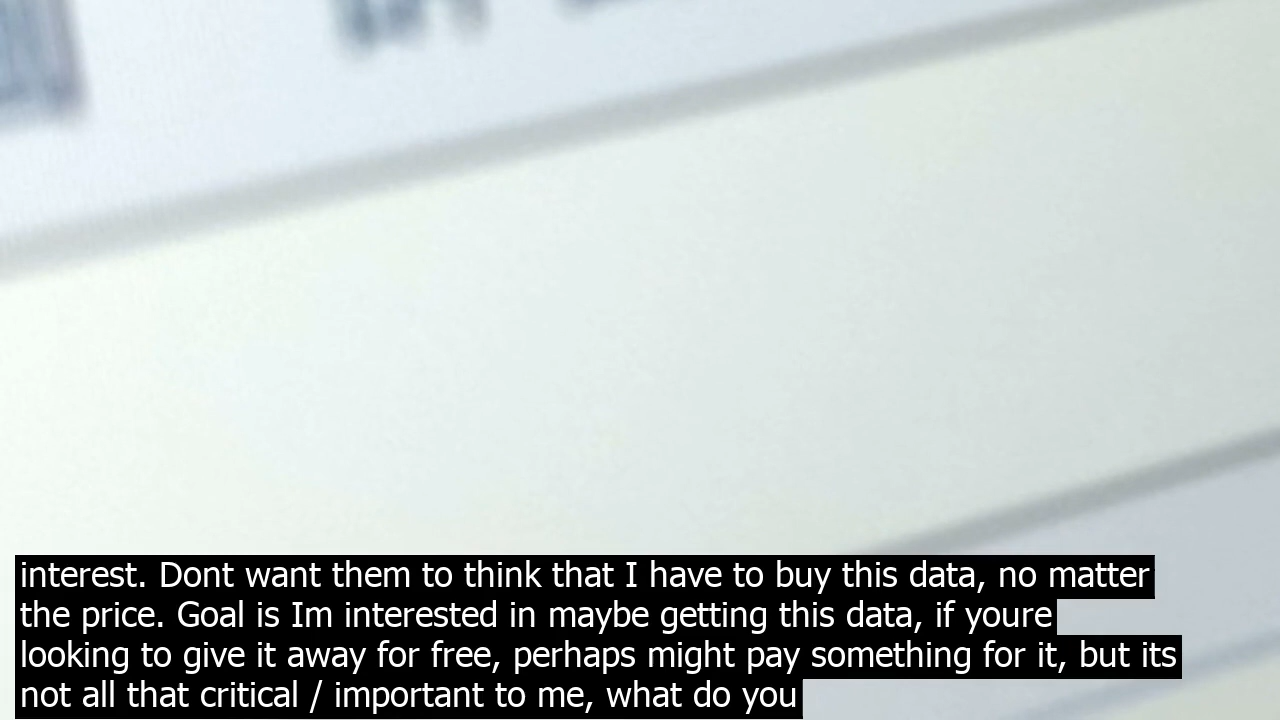 interest. Dont want them to think that I have to buy this data, no matter
the price. Goal is Im interested in maybe getting this data, if youre
looking to give it away for free, perhaps might pay something for it, but its
not all that critical / important to me, what do you